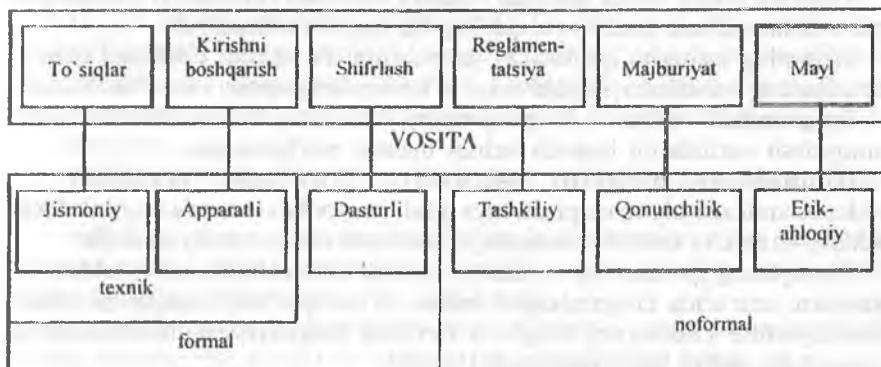 To`siqlar
Kirishni
boshqarish
Shifrlash
Reglamen-
tatsiya
Majburiyat
Mayl
VOSITA
Jismoniy
Apparatli
Dasturli
Tashkiliy
Qonunchilik
Etik-
ahloqiy
texnik
formal
noformal